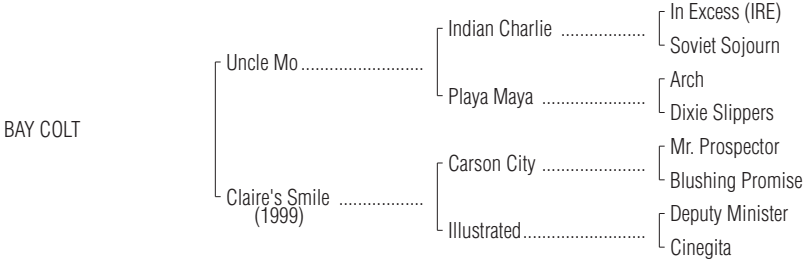 In Excess (IRE)
Indian Charlie ...................
Soviet Sojourn
Uncle Mo ..........................
Arch
Playa Maya ......................
Dixie Slippers
BAY COLT
Mr. Prospector
Carson City ......................
Blushing Promise
Claire's Smile ..................
(1999)
Deputy Minister
Illustrated..........................
Cinegita